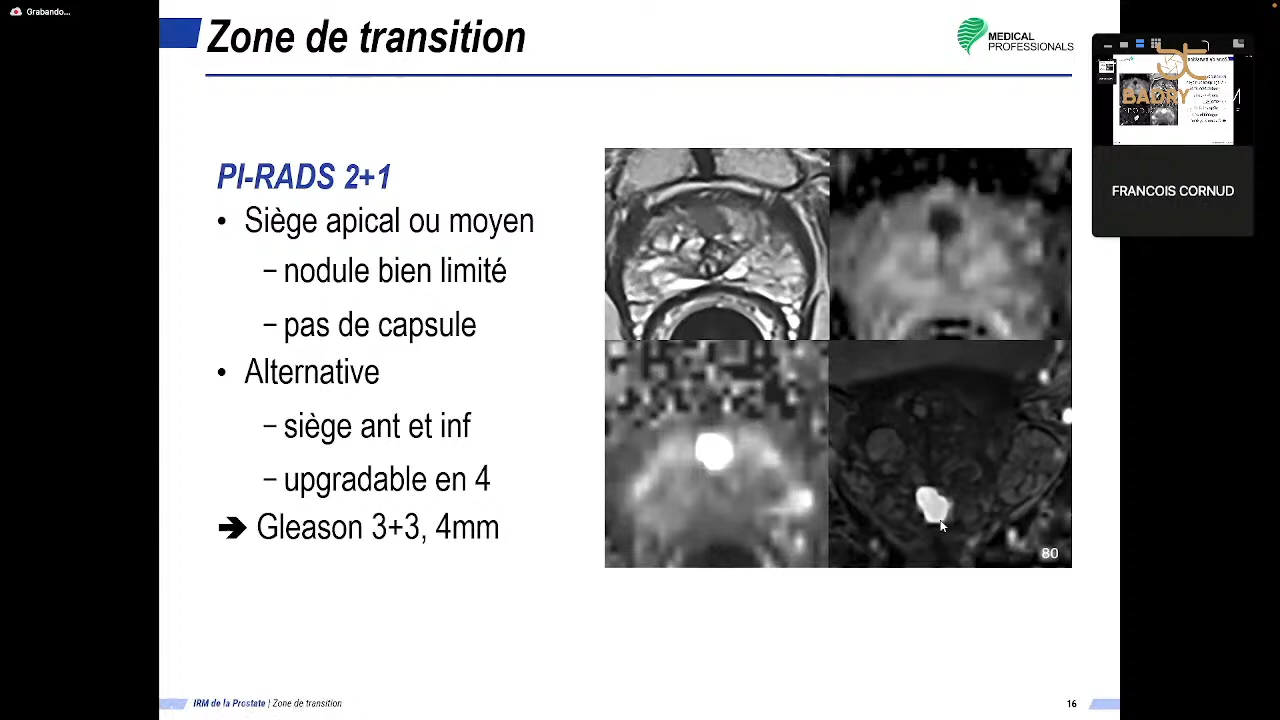 Grabando...
Zone de transition
MEDICAL
PROFESSIONALS
BADRY
FRANCOIS CORNUD
PI-RADS 2+1
• Siège apical ou moyen
– nodule bien limité
– pas de capsule
• Alternative
– siège ant et inf
– upgradable en 4
➔ Gleason 3+3, 4mm
80
IRM de la Prostate | Zone de transition
16